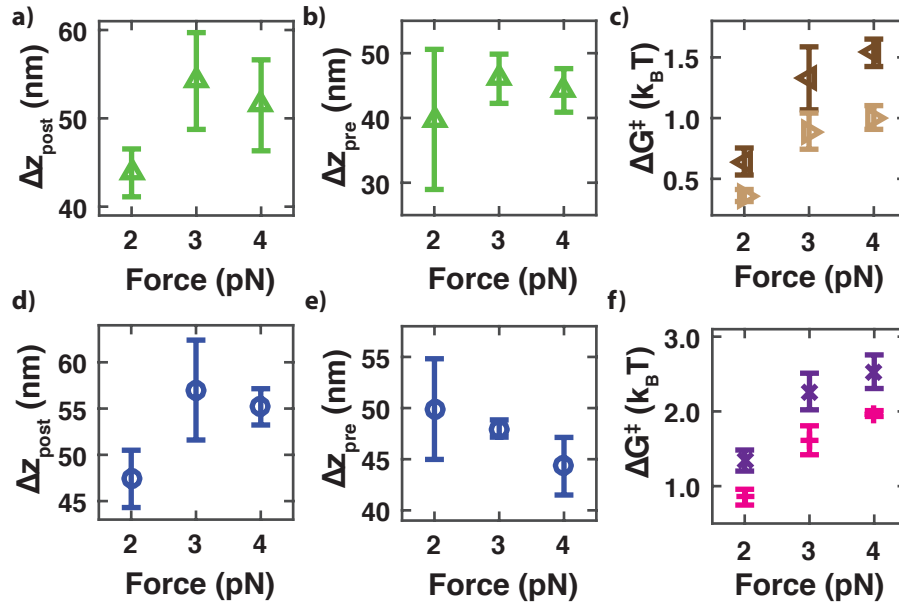 a)
Δz_post (nm)
60
50
40
2 3 4
Force (pN)
b)
Δz_pre (nm)
50
40
30
2 3 4
Force (pN)
c)
ΔG‡ (k_BT)
1.5
1.0
0.5
2 3 4
Force (pN)
d)
Δz_post (nm)
60
55
50
45
2 3 4
Force (pN)
e)
Δz_pre (nm)
55
50
45
40
2 3 4
Force (pN)
f)
ΔG‡ (k_BT)
3.0
2.0
1.0
2 3 4
Force (pN)